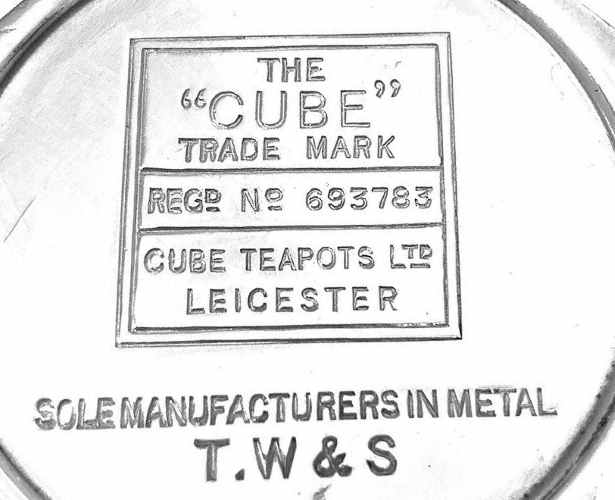 THE
“CUBE”
TRADE MARK
REGD No 693783
CUBE TEAPOTS LTD
LEICESTER
SOLE MANUFACTURERS IN METAL
T.W & S